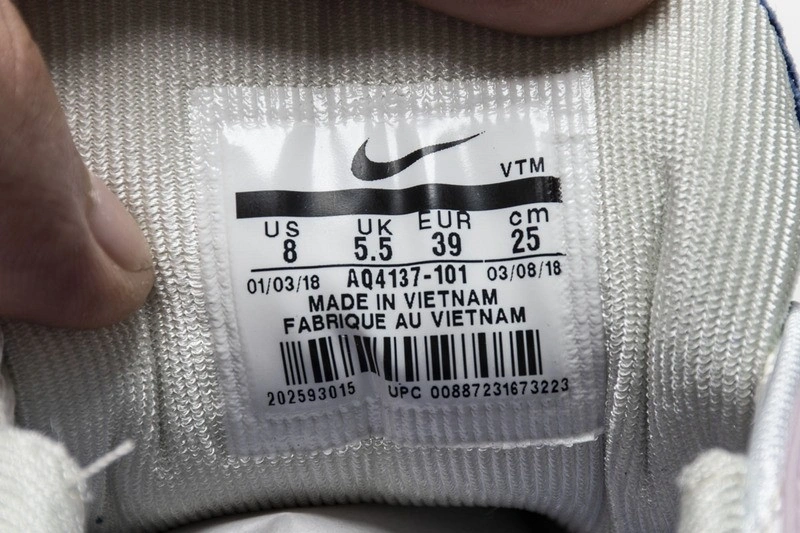 VTM
US UK EUR cm
8 5.5 39 25
01/03/18 AQ4137-101 03/08/18
MADE IN VIETNAM
FABRIQUE AU VIETNAM
202593015 UPC 00887231673223